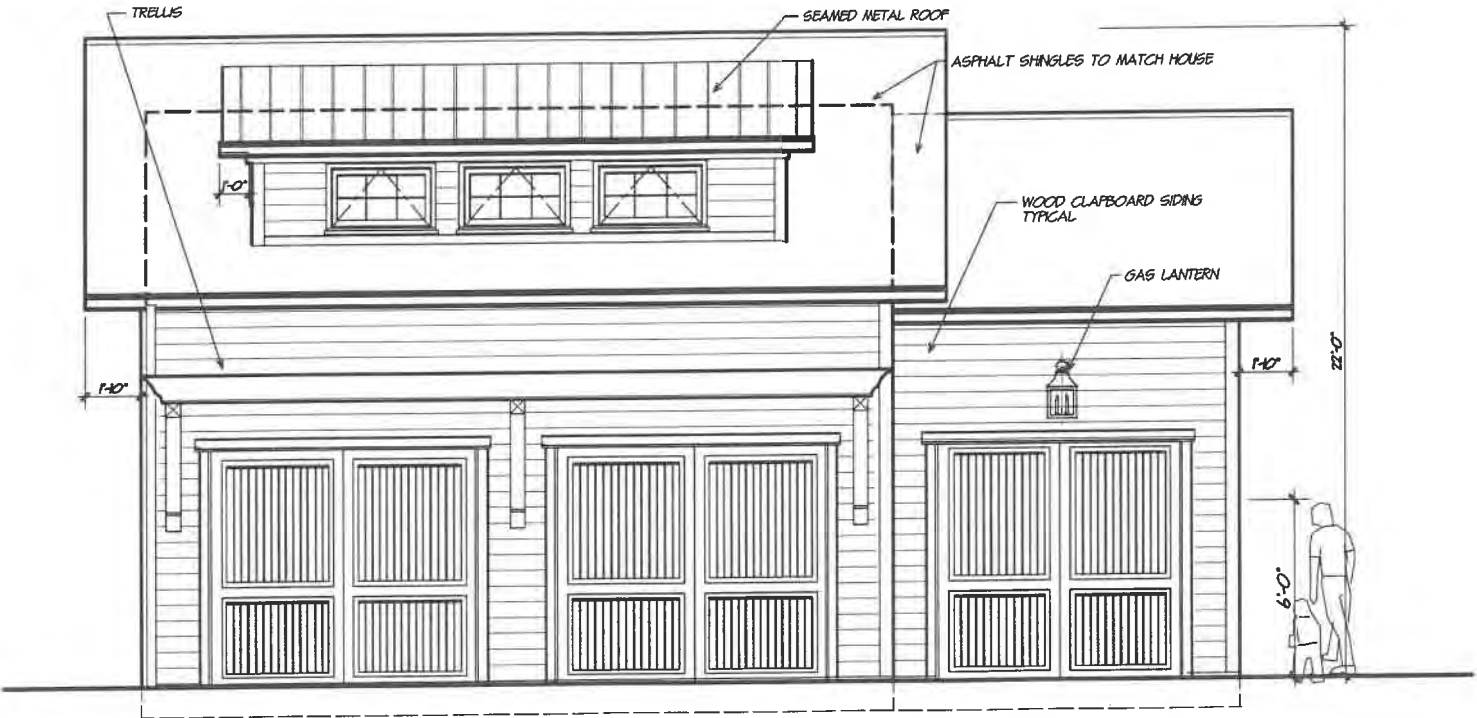 TRELLIS
SEAMED METAL ROOF
ASPHALT SHINGLES TO MATCH HOUSE
1'-0"
WOOD CLAPBOARD SIDING
TYPICAL
GAS LANTERN
22'-0"
1'-10"
1'-10"
6'-0"